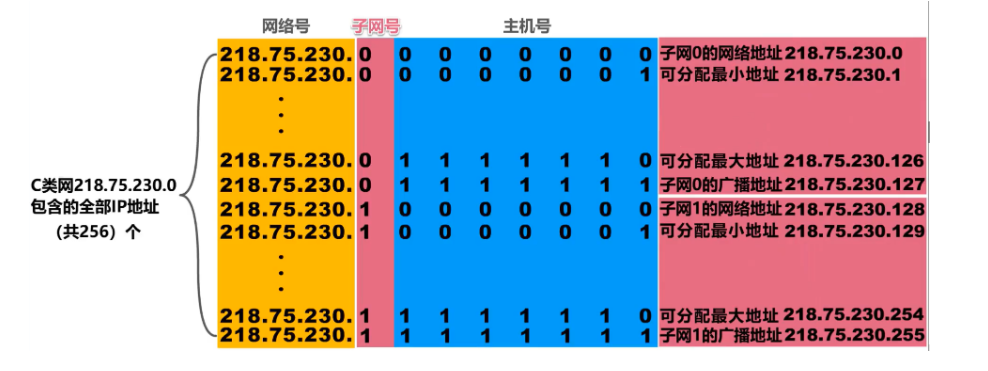 网络号 子网号 主机号
218.75.230. 0 0 0 0 0 0 0 0 子网0的网络地址 218.75.230.0
218.75.230. 0 0 0 0 0 0 0 1 可分配最小地址 218.75.230.1
218.75.230. 0 1 1 1 1 1 1 0 可分配最大地址 218.75.230.126
218.75.230. 0 1 1 1 1 1 1 1 子网0的广播地址 218.75.230.127
C类网218.75.230.0
包含的全部IP地址
（共256）个
218.75.230. 1 0 0 0 0 0 0 0 子网1的网络地址 218.75.230.128
218.75.230. 1 0 0 0 0 0 0 1 可分配最小地址 218.75.230.129
218.75.230. 1 1 1 1 1 1 1 0 可分配最大地址 218.75.230.254
218.75.230. 1 1 1 1 1 1 1 1 子网1的广播地址 218.75.230.255